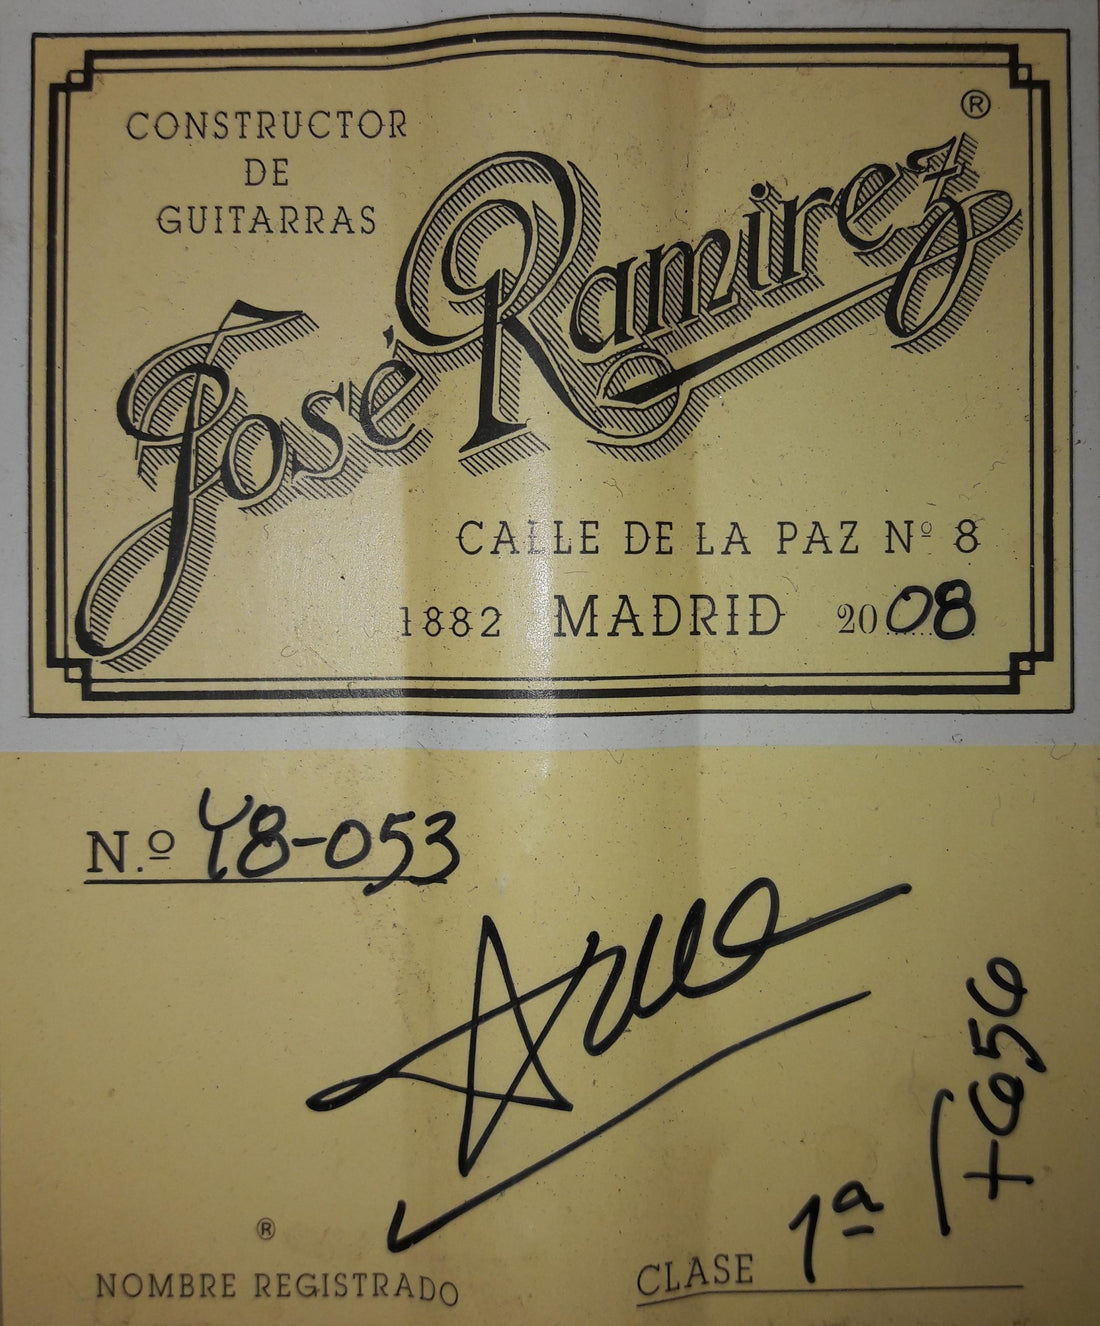 CONSTRUCTOR
DE
GUITARRAS
®
José Ramirez
CALLE DE LA PAZ Nº 8
1882 MADRID 2008
N.º Y8-053
T 656
®
NOMBRE REGISTRADO
CLASE 1ª